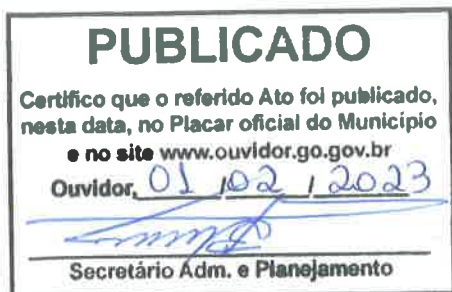 PUBLICADO
Certifico que o referido Ato foi publicado,
nesta data, no Placar oficial do Município
e no site www.ouvidor.go.gov.br
Ouvidor, 01 / 02 / 2023
Secretário Adm. e Planejamento